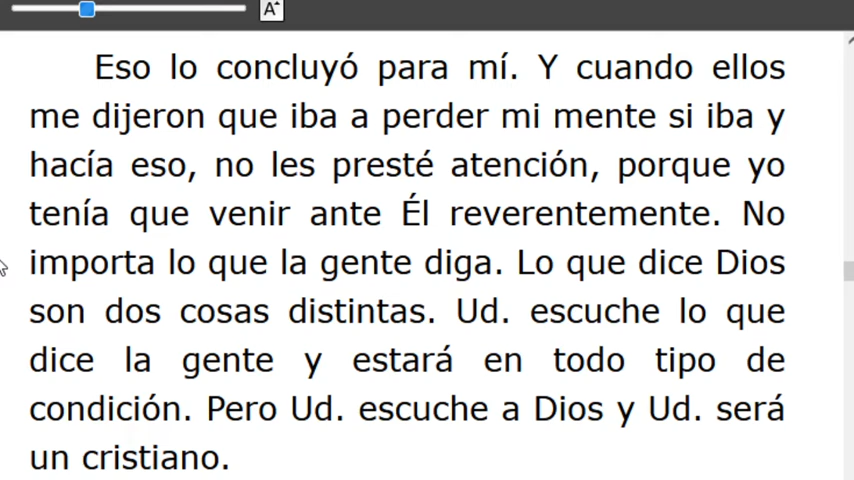 A
Eso lo concluyó para mí. Y cuando ellos
me dijeron que iba a perder mi mente si iba y
hacía eso, no les presté atención, porque yo
tenía que venir ante Él reverentemente. No
importa lo que la gente diga. Lo que dice Dios
son dos cosas distintas. Ud. escuche lo que
dice la gente y estará en todo tipo de
condición. Pero Ud. escuche a Dios y Ud. será
un cristiano.